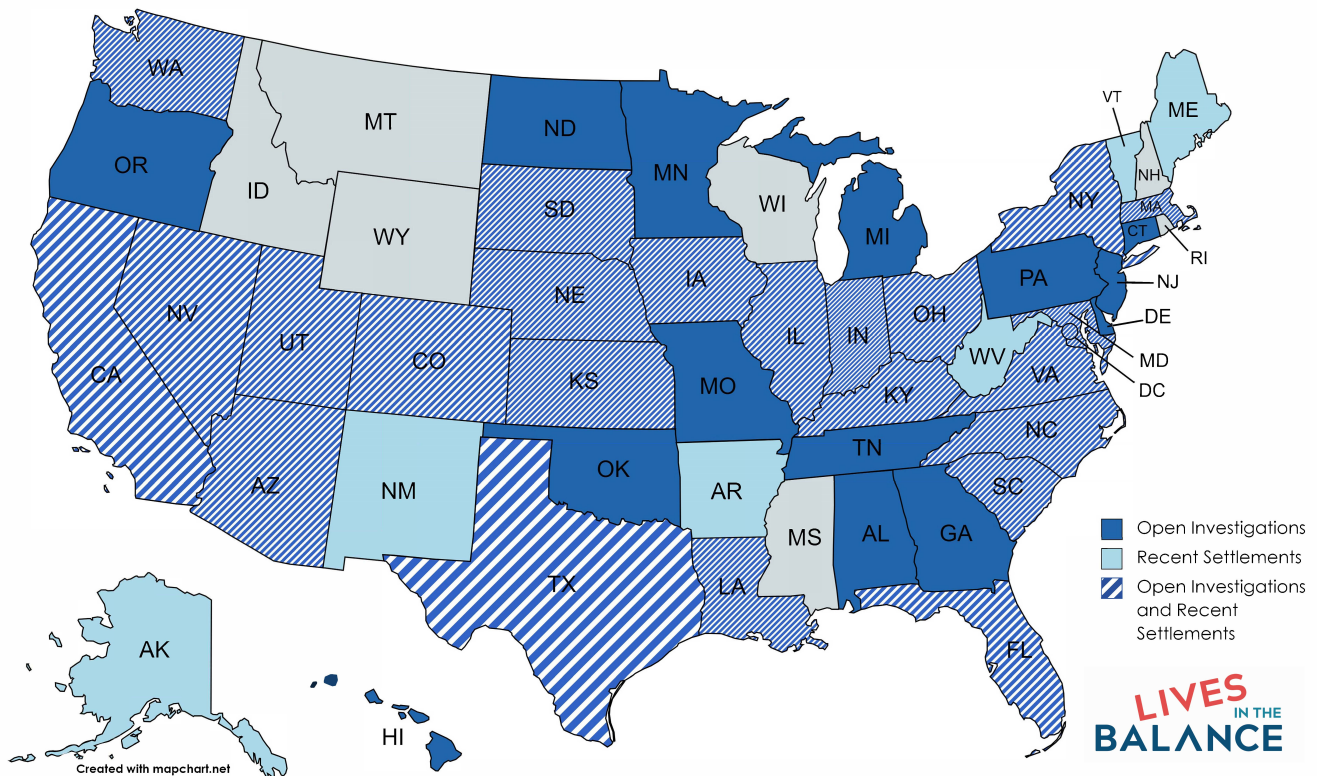 WA
OR
MT
ID
WY
ND
SD
MN
WI
MI
VT
ME
NH
NY
MA
CT
RI
PA
NJ
DE
MD
DC
CA
NV
UT
CO
NE
IA
KS
MO
IL
IN
OH
WV
VA
KY
NC
TN
SC
AZ
NM
OK
AR
MS
AL
GA
LA
TX
FL
AK
HI
Open Investigations
Recent Settlements
Open Investigations
and Recent
Settlements
LIVES
IN THE
BALANCE
Created with mapchart.net